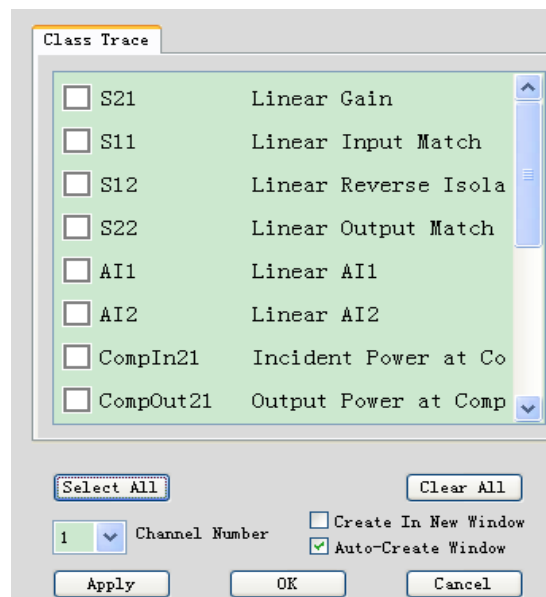 Class Trace
S21 Linear Gain
S11 Linear Input Match
S12 Linear Reverse Isola
S22 Linear Output Match
AI1 Linear AI1
AI2 Linear AI2
CompIn21 Incident Power at Co
CompOut21 Output Power at Comp
Select All Clear All
1 Channel Number
Create In New Window
Auto-Create Window
Apply OK Cancel